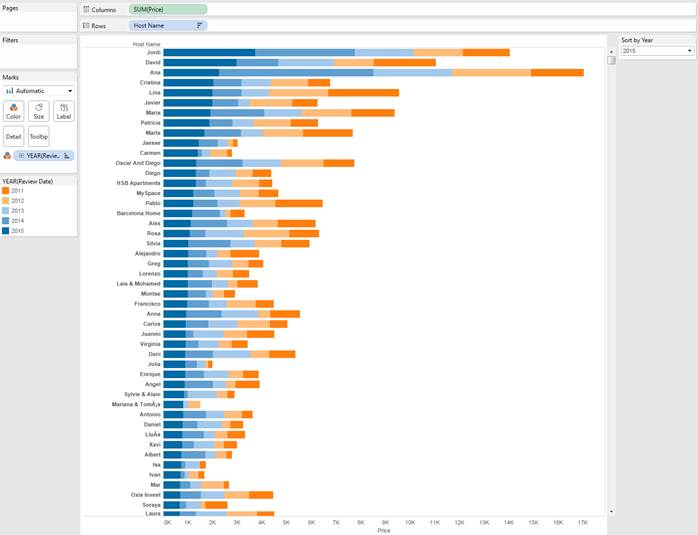 Pages
Columns SUM(Price)
Rows Host Name
Filters
Marks
Automatic
Color Size Label
Detail Tooltip
YEAR(Revie..
YEAR(Review Date)
2011
2012
2013
2014
2015
Sort by Year
2015
Host Name
Jordi
David
Ana
Cristina
Lina
Javier
Maria
Patricia
Marta
Jaesse
Carmen
Oscar And Diego
Diego
HSB Apartments
MySpace
Pablo
Barcelona Home
Alex
Rosa
Silvia
Alejandro
Greg
Lorenzo
Laia & Mohamed
Montse
Francisco
Anna
Carlos
Juanmi
Virginia
Dani
Julia
Enrique
Angel
Sylvie & Alain
Mariana & TomÃ¡s
Antonio
Daniel
LluÃ­s
Xavi
Albert
Isa
Ivan
Mar
Oxis Invest
Soraya
Laura
0K 1K 2K 3K 4K 5K 6K 7K 8K 9K 10K 11K 12K 13K 14K 15K 16K 17K
Price